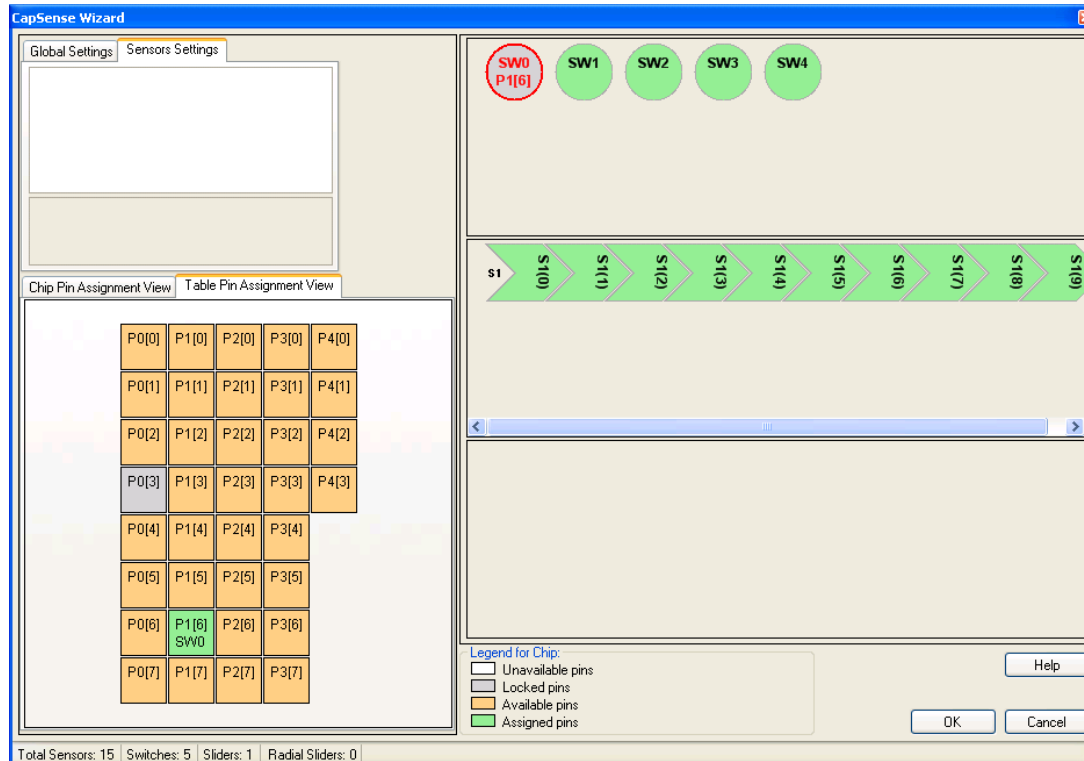 CapSense Wizard
Global Settings Sensors Settings
SW0 SW1 SW2 SW3 SW4
P1[6]
S1 S1(0) S1(1) S1(2) S1(3) S1(4) S1(5) S1(6) S1(7) S1(8) S1(9)
Chip Pin Assignment View Table Pin Assignment View
P0[0] P1[0] P2[0] P3[0] P4[0]
P0[1] P1[1] P2[1] P3[1] P4[1]
P0[2] P1[2] P2[2] P3[2] P4[2]
P0[3] P1[3] P2[3] P3[3] P4[3]
P0[4] P1[4] P2[4] P3[4]
P0[5] P1[5] P2[5] P3[5]
P0[6] P1[6] P2[6] P3[6]
SW0
P0[7] P1[7] P2[7] P3[7]
Legend for Chip:
Unavailable pins
Locked pins
Available pins
Assigned pins
Help
OK Cancel
Total Sensors: 15 Switches: 5 Sliders: 1 Radial Sliders: 0